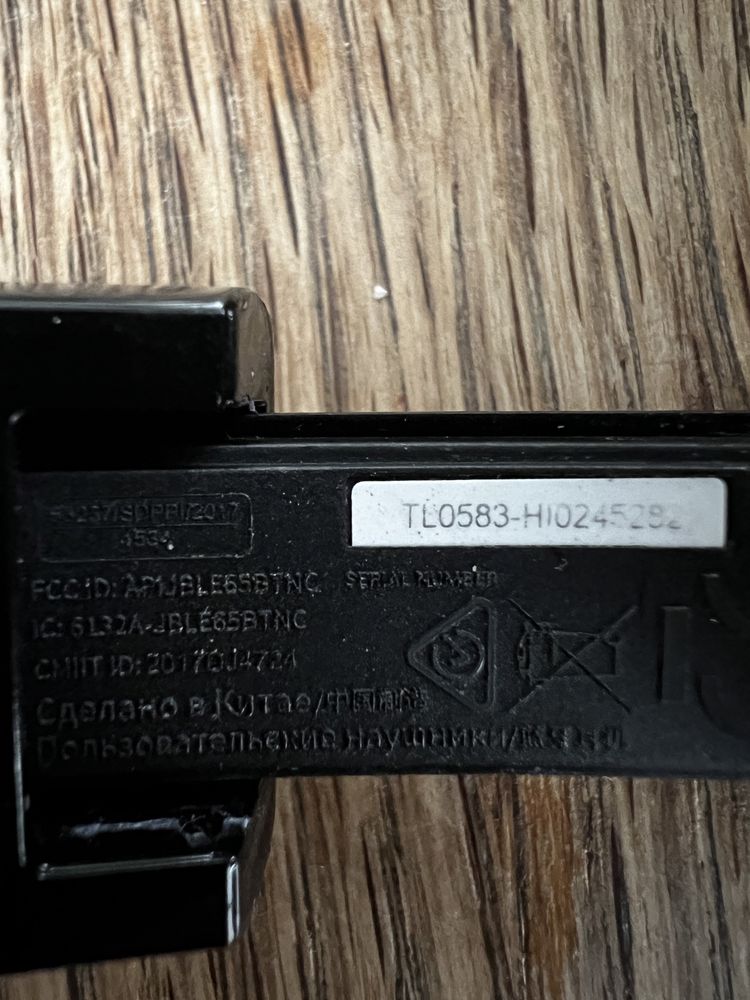 4534
TL0583-HI0245282
FCC ID: APIJBLE65BTNC
SERIAL NUMBER
IC: 6132A-JBLE65BTNC
CMIIT ID: 2017DJ4724
Сделано в Китае/中国制造
Пользовательские наушники/